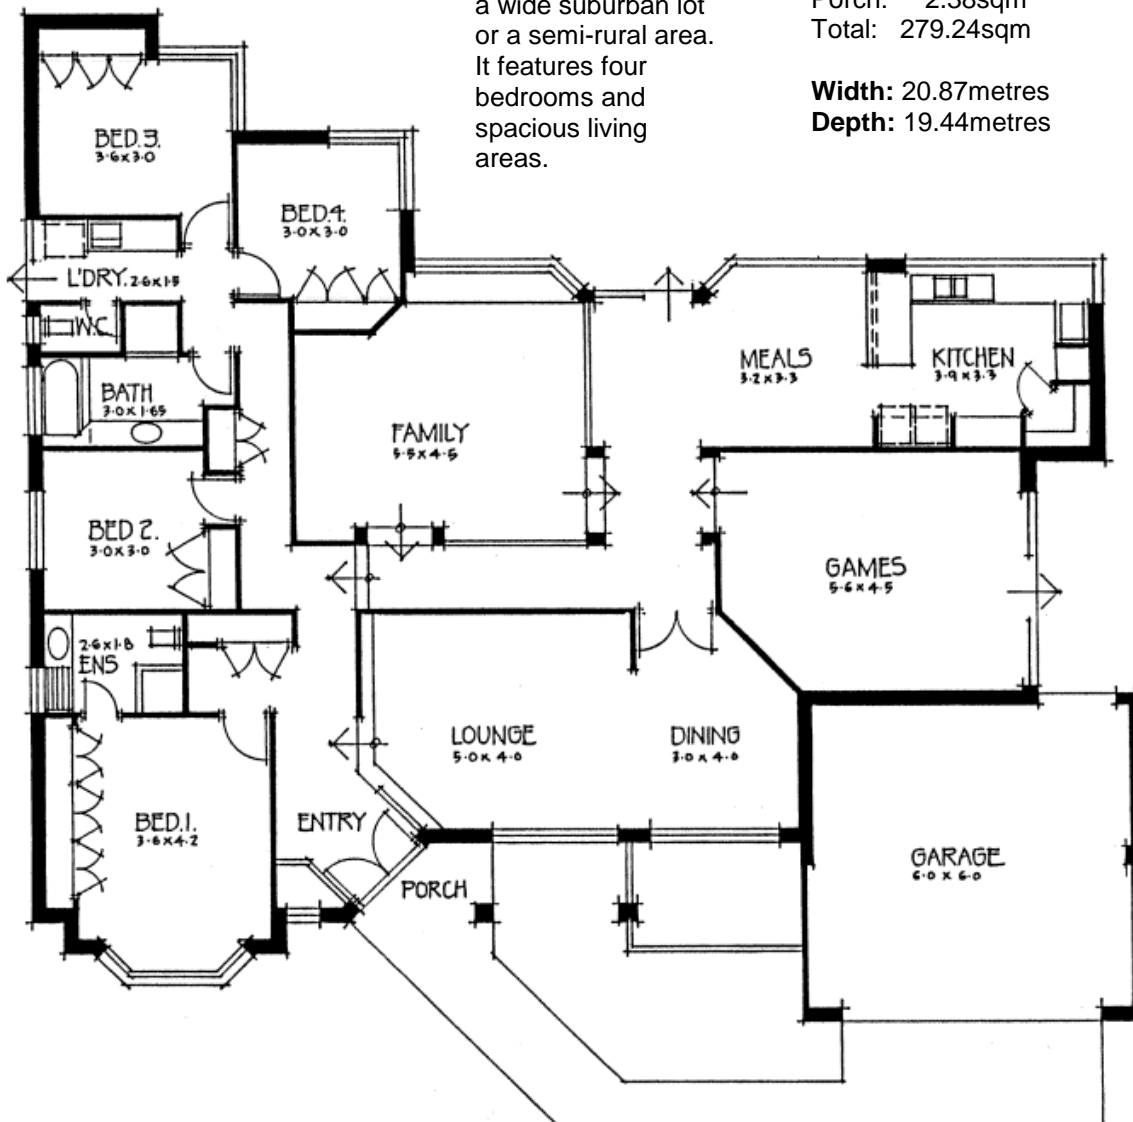 a wide suburban lot
or a semi-rural area.
It features four
bedrooms and
spacious living
areas.
Porch: 2.38sqm
Total: 279.24sqm
Width: 20.87metres
Depth: 19.44metres
BED.3.
3·6x3·0
BED.4.
3·0x3·0
L'DRY. 2·6x1·5
W.C
BATH
3·0x1·65
FAMILY
5·5x4·5
MEALS
3·2x3·3
KITCHEN
3·9x3·3
BED 2.
3·0x3·0
GAMES
5·6x4·5
2·6x1·8
ENS
LOUNGE
5·0x4·0
DINING
3·0x4·0
BED.1.
3·6x4·2
ENTRY
PORCH
GARAGE
6·0x6·0